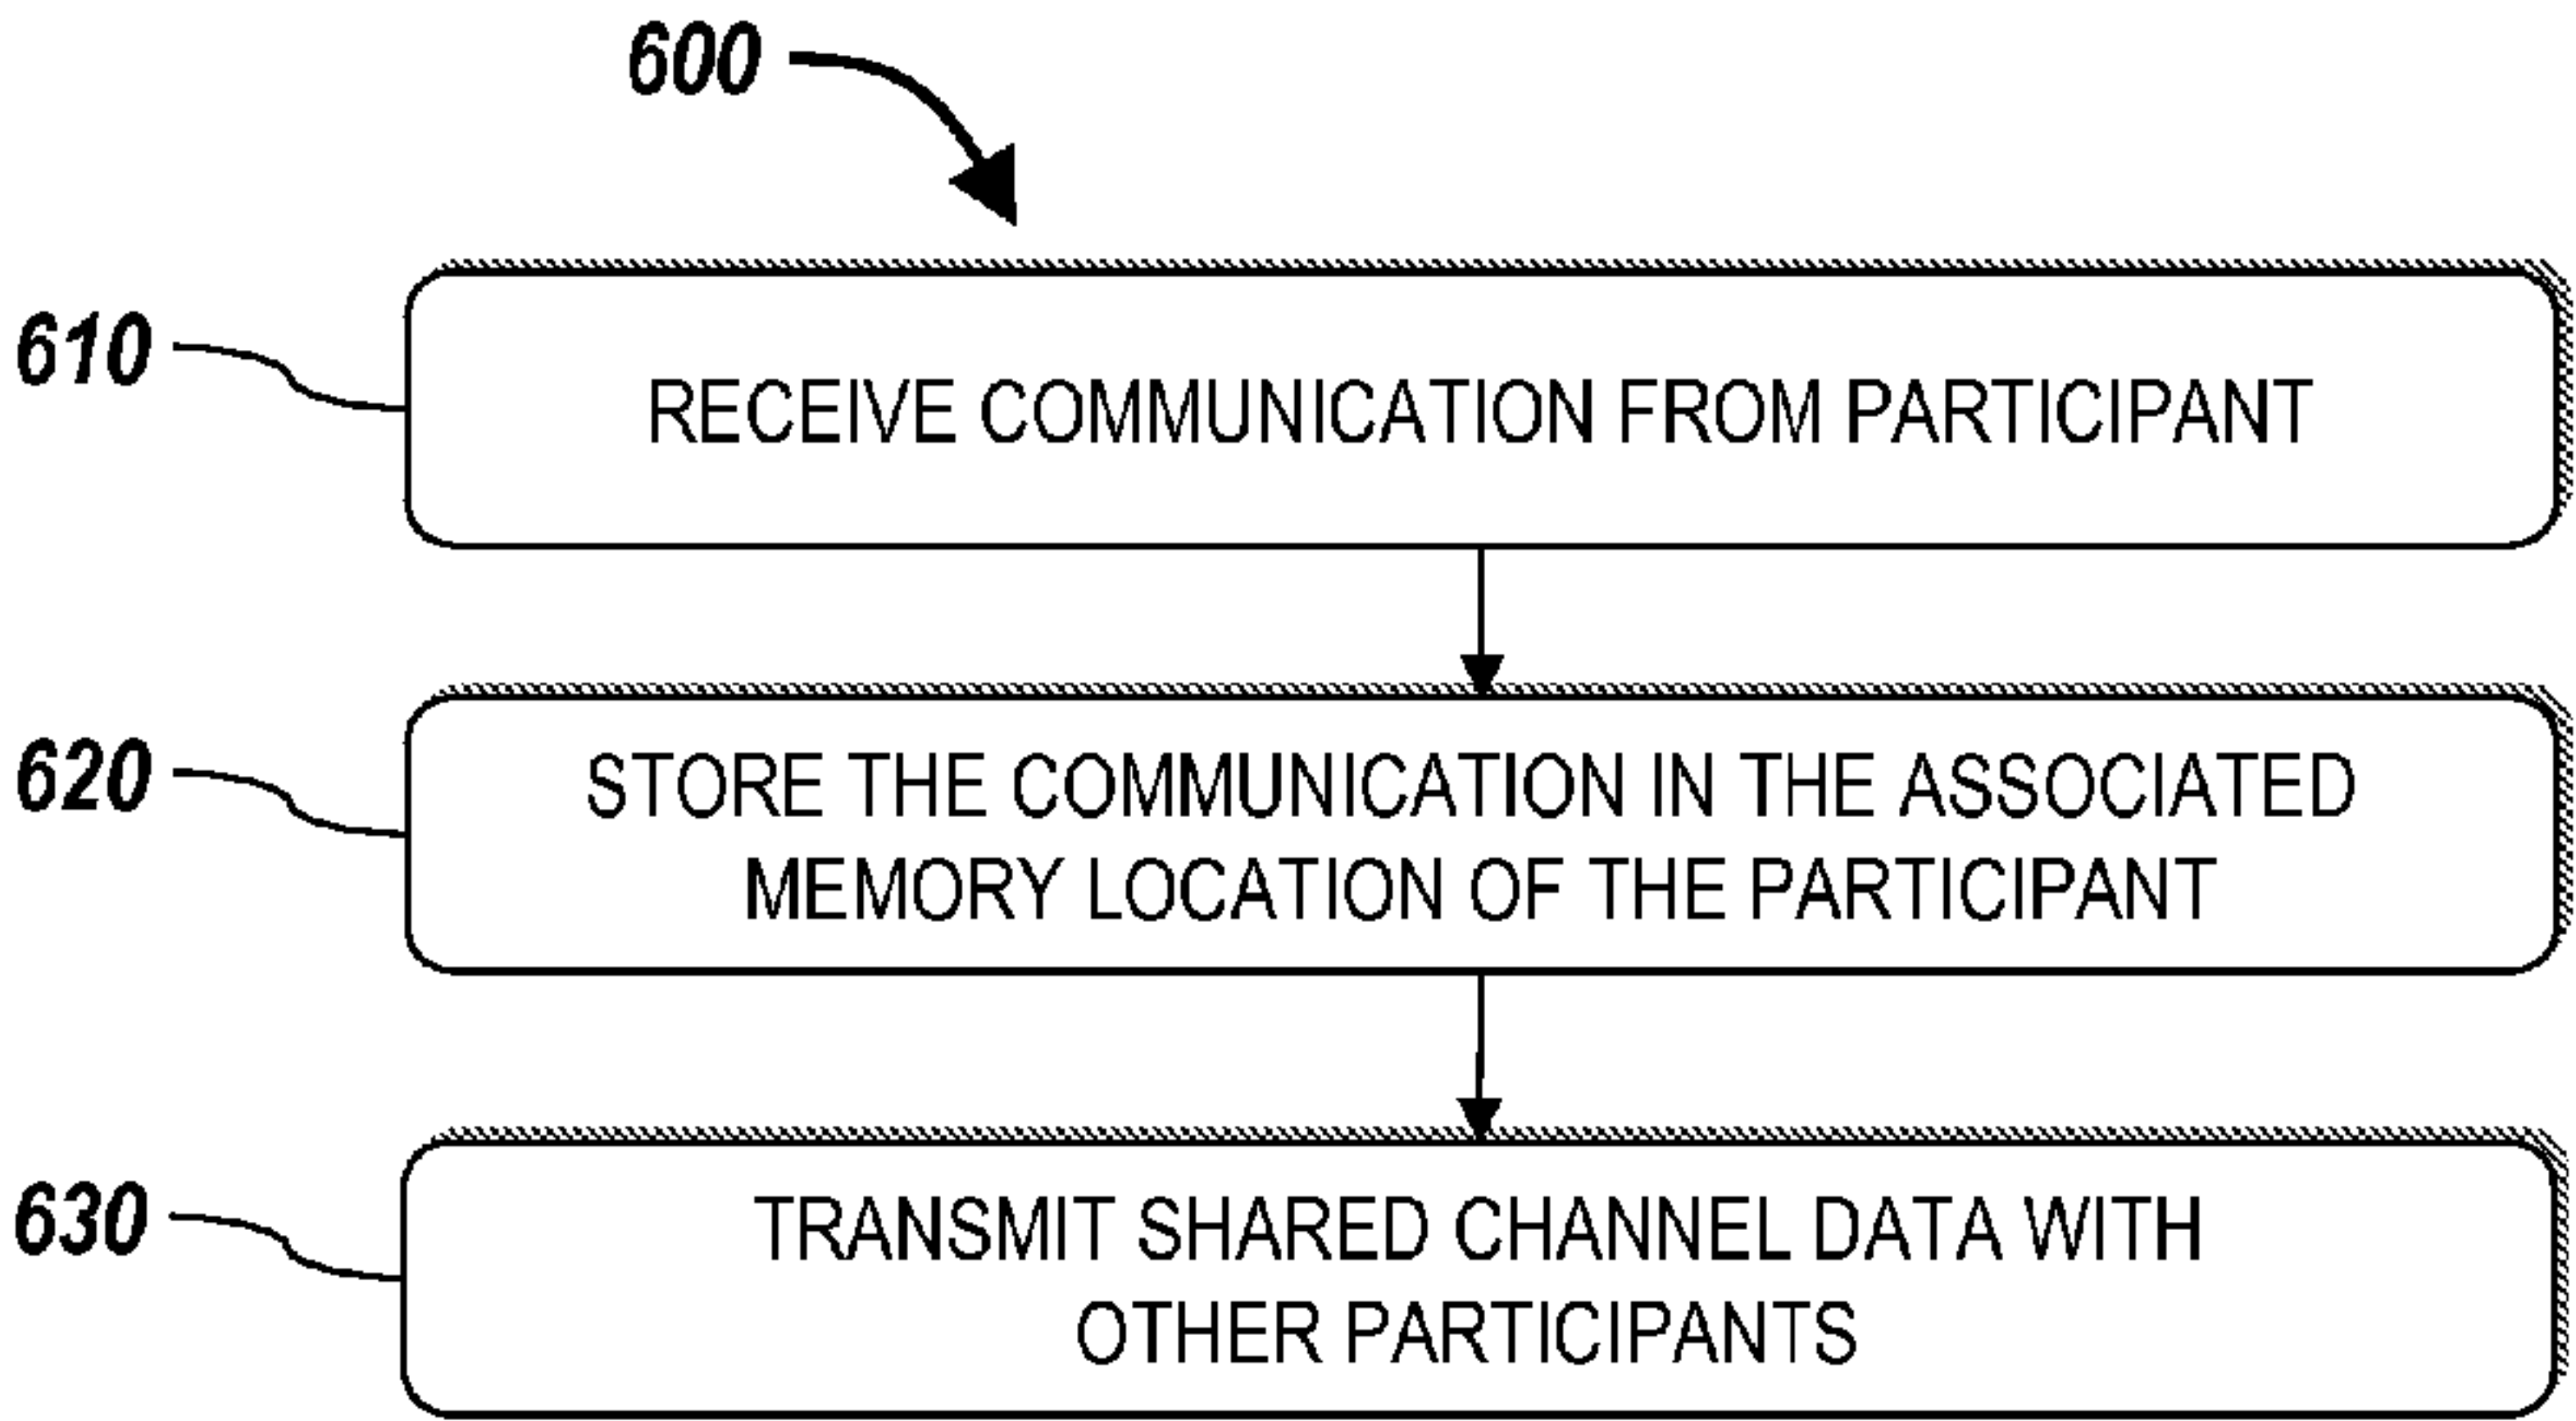 600
610
RECEIVE COMMUNICATION FROM PARTICIPANT
620
STORE THE COMMUNICATION IN THE ASSOCIATED
MEMORY LOCATION OF THE PARTICIPANT
630
TRANSMIT SHARED CHANNEL DATA WITH
OTHER PARTICIPANTS